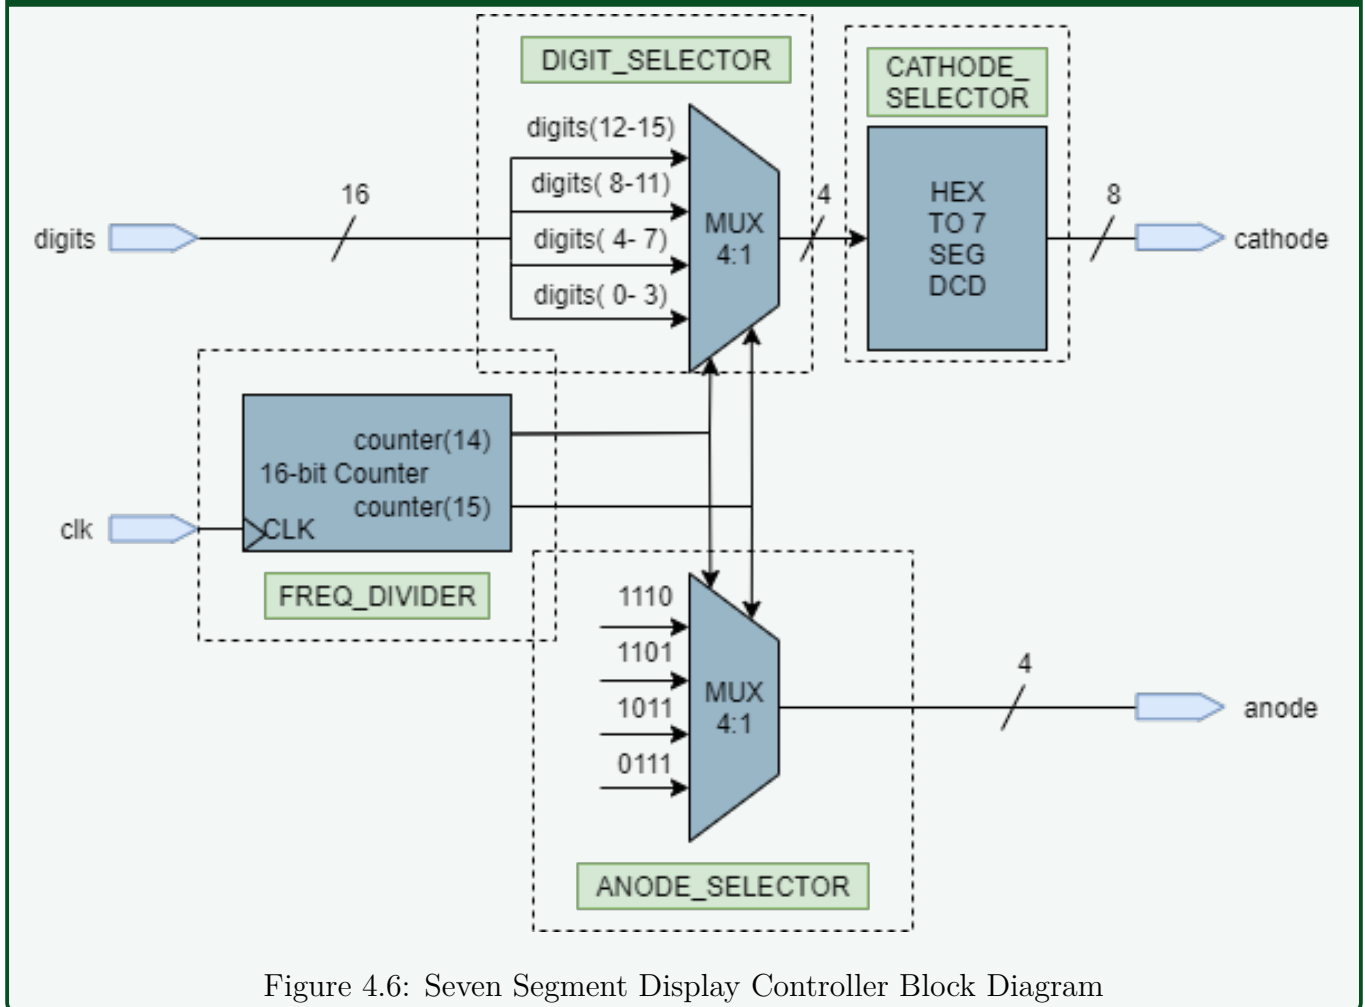 DIGIT_SELECTOR
CATHODE_
SELECTOR
digits(12-15)
digits( 8-11)
digits( 4- 7)
digits( 0- 3)
MUX
4:1
16
4
HEX
TO 7
SEG
DCD
8
digits
cathode
counter(14)
16-bit Counter
counter(15)
clk
CLK
FREQ_DIVIDER
1110
1101
1011
0111
MUX
4:1
4
anode
ANODE_SELECTOR
Figure 4.6: Seven Segment Display Controller Block Diagram